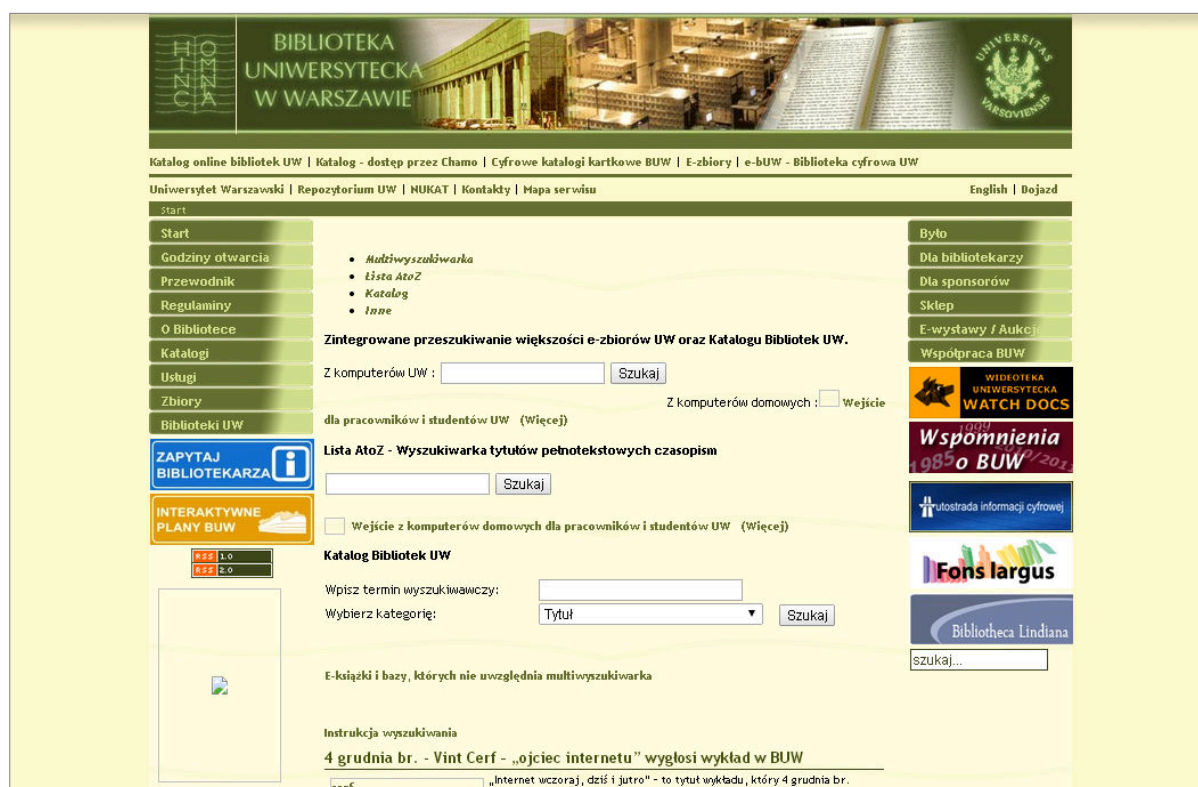 HOMINC OMNIA
BIBLIOTEKA
UNIWERSYTECKA
W WARSZAWIE
UNIVERSITAS VARSOVIENSIS
Katalog online bibliotek UW | Katalog - dostęp przez Chamo | Cyfrowe katalogi kartkowe BUW | E-zbiory | e-bUW - Biblioteka cyfrowa UW
Uniwersytet Warszawski | Repozytorium UW | NUKAT | Kontakty | Mapa serwisu
English | Dojazd
Start
Start
Godziny otwarcia
Przewodnik
Regulaminy
O Bibliotece
Katalogi
Usługi
Zbiory
Biblioteki UW
ZAPYTAJ
BIBLIOTEKARZA
INTERAKTYWNE
PLANY BUW
RSS 1.0
RSS 2.0
Multiwyszukiwarka
Lista AtoZ
Katalog
Inne
Zintegrowane przeszukiwanie większości e-zbiorów UW oraz Katalogu Bibliotek UW.
Z komputerów UW : Szukaj
Z komputerów domowych : Wejście
dla pracowników i studentów UW (Więcej)
Lista AtoZ - Wyszukiwarka tytułów pełnotekstowych czasopism
Szukaj
Wejście z komputerów domowych dla pracowników i studentów UW (Więcej)
Katalog Bibliotek UW
Wpisz termin wyszukiwawczy:
Wybierz kategorię: Tytuł Szukaj
E-książki i bazy, których nie uwzględnia multiwyszukiwarka
Instrukcja wyszukiwania
4 grudnia br. - Vint Cerf - „ojciec internetu” wygłosi wykład w BUW
cerf
„Internet wczoraj, dziś i jutro" - to tytuł wykładu, który 4 grudnia br.
Było
Dla bibliotekarzy
Dla sponsorów
Sklep
E-wystawy / Aukcj
Współpraca BUW
WIDEOTEKA
UNIWERSYTECKA
WATCH DOCS
1999
Wspomnienia
1985 o BUW 2010/2011
Autostrada informacji cyfrowej
Fons largus
Bibliotheca Lindiana
szukaj...